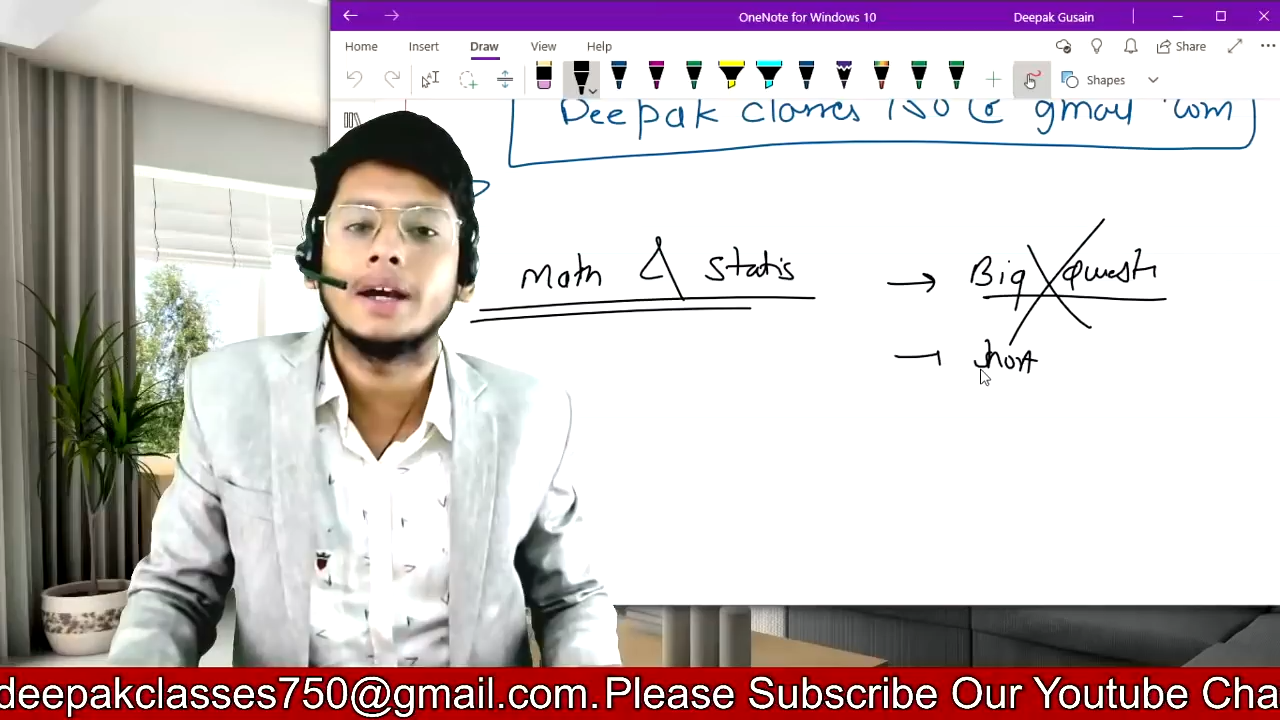 OneNote for Windows 10 Deepak Gusain
Home Insert Draw View Help Share
Shapes
Deepak classes 750 @ gmail .com
Math & statis → Big
→ short
deepakclasses750@gmail.com. Please Subscribe Our Youtube Cha